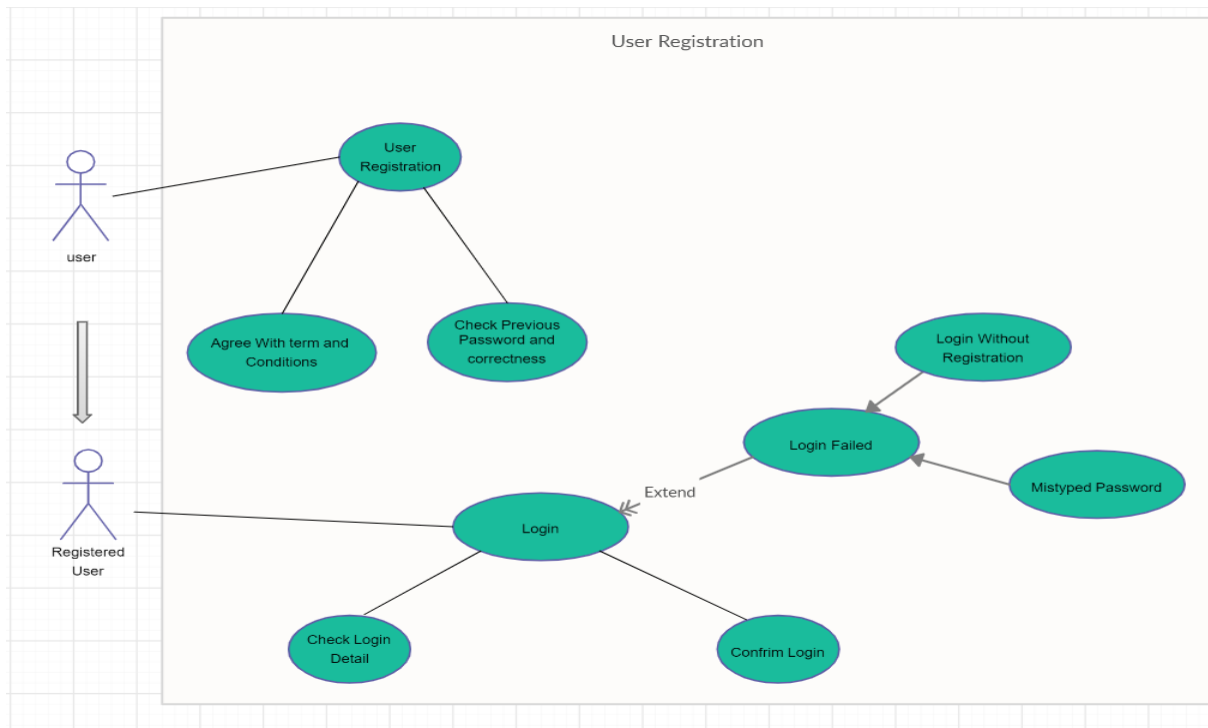 User Registration
User
Registration
user
Agree With term and
Conditions
Check Previous
Password and
correctness
Login Without
Registration
Login Failed
Mistyped Password
Extend
Login
Registered
User
Check Login
Detail
Confrim Login